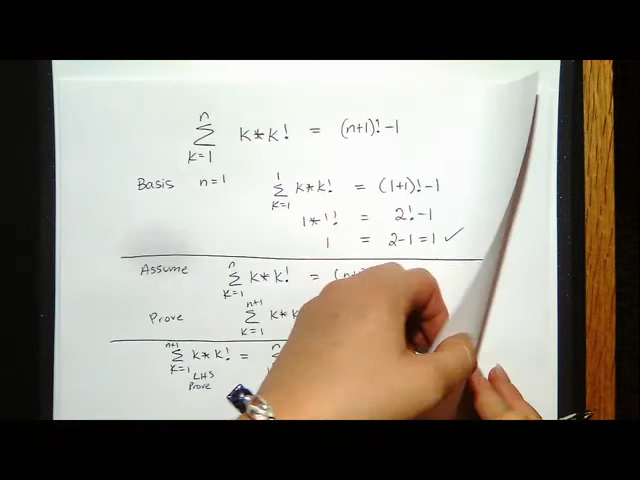 n∑k=1 k*k! = (n+1)! -1
Basis n=1 1∑k=1 k*k! = (1+1)! -1
1*1! = 2! -1
1 = 2-1=1 ✓
Assume n∑k=1 k*k! = (n+
Prove n+1∑k=1 k*k
n+1∑k=1 k*k! = n∑
LHS
Prove